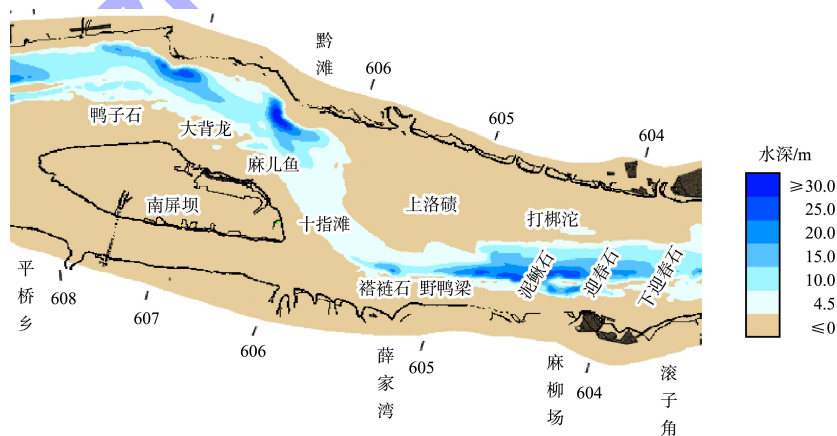 黔滩
606
605
604
鸭子石
大背龙
麻儿鱼
南屏坝
十指滩
上洛碛
打梆沱
褡裢石
野鸭梁
泥鳅石
迎春石
下迎春石
平桥乡
608
607
606
薛家湾
605
麻柳场
604
滚子角
水深/m
≥30.0
25.0
20.0
15.0
10.0
4.5
≤0